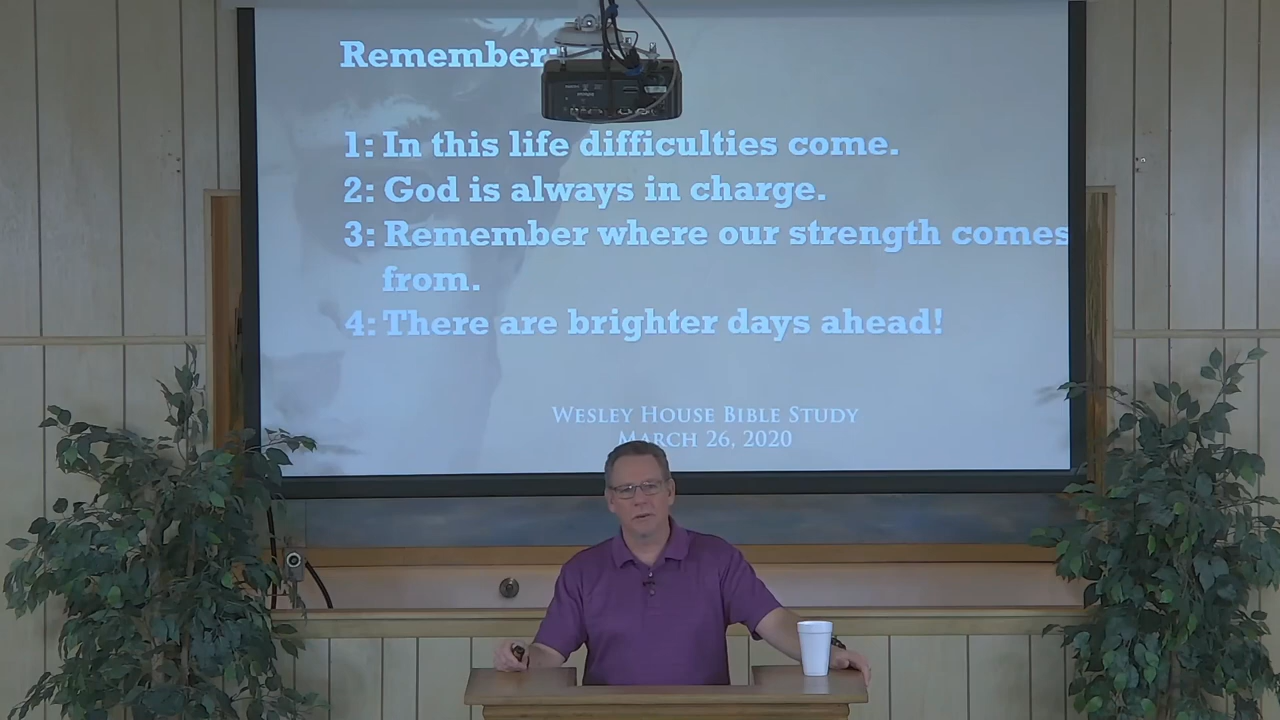 Remember:
1: In this life difficulties come.
2: God is always in charge.
3: Remember where our strength comes
from.
4: There are brighter days ahead!
Wesley House Bible Study
March 26, 2020